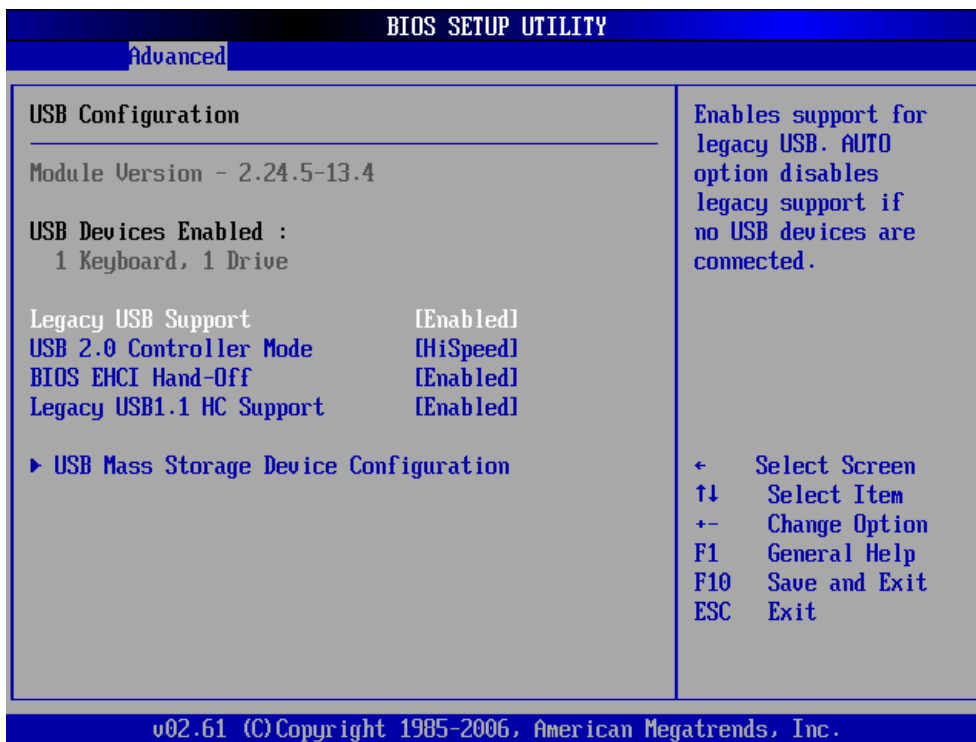 BIOS SETUP UTILITY
Advanced
USB Configuration
Module Version - 2.24.5-13.4
USB Devices Enabled :
1 Keyboard, 1 Drive
Legacy USB Support [Enabled]
USB 2.0 Controller Mode [HiSpeed]
BIOS EHCI Hand-Off [Enabled]
Legacy USB1.1 HC Support [Enabled]
▶ USB Mass Storage Device Configuration
Enables support for
legacy USB. AUTO
option disables
legacy support if
no USB devices are
connected.
← Select Screen
↑↓ Select Item
+- Change Option
F1 General Help
F10 Save and Exit
ESC Exit
v02.61 (C)Copyright 1985-2006, American Megatrends, Inc.